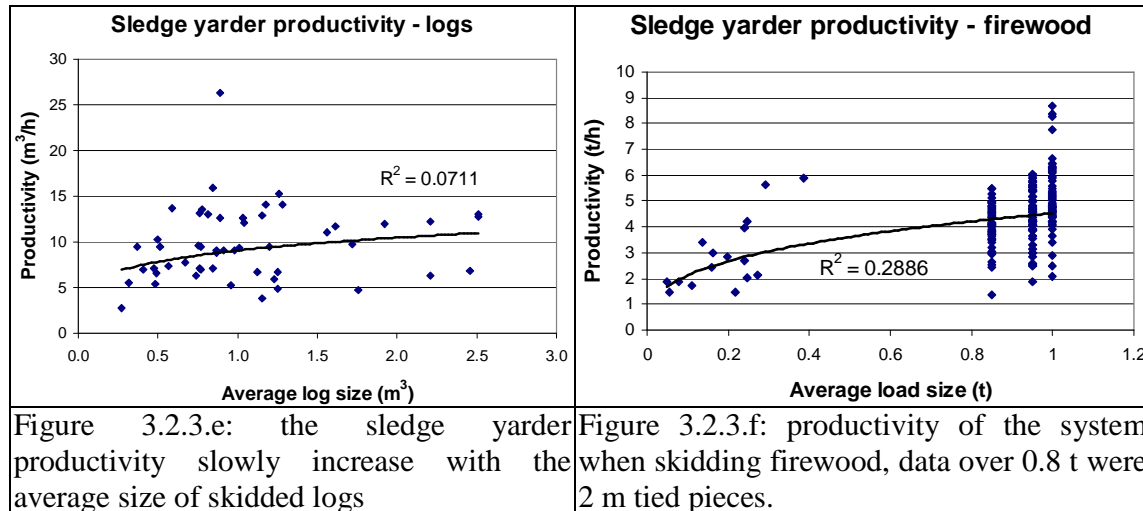 Sledge yarder productivity - logs
Productivity (m³/h)
30
25
20
15
10
5
0
R² = 0.0711
0.0 0.5 1.0 1.5 2.0 2.5 3.0
Average log size (m³)
Figure 3.2.3.e: the sledge yarder
productivity slowly increase with the
average size of skidded logs
Sledge yarder productivity - firewood
Productivity (t/h)
10
9
8
7
6
5
4
3
2
1
0
R² = 0.2886
0 0.2 0.4 0.6 0.8 1 1.2
Average load size (t)
Figure 3.2.3.f: productivity of the system
when skidding firewood, data over 0.8 t were
2 m tied pieces.